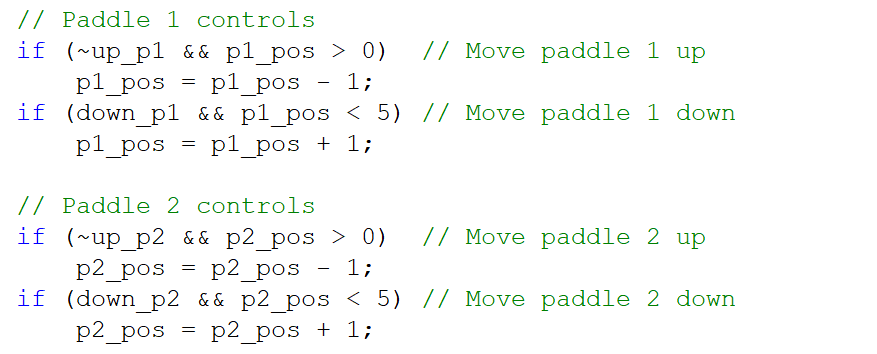 // Paddle 1 controls
if (~up_p1 && p1_pos > 0)  // Move paddle 1 up
    p1_pos = p1_pos - 1;
if (down_p1 && p1_pos < 5) // Move paddle 1 down
    p1_pos = p1_pos + 1;

// Paddle 2 controls
if (~up_p2 && p2_pos > 0)  // Move paddle 2 up
    p2_pos = p2_pos - 1;
if (down_p2 && p2_pos < 5) // Move paddle 2 down
    p2_pos = p2_pos + 1;